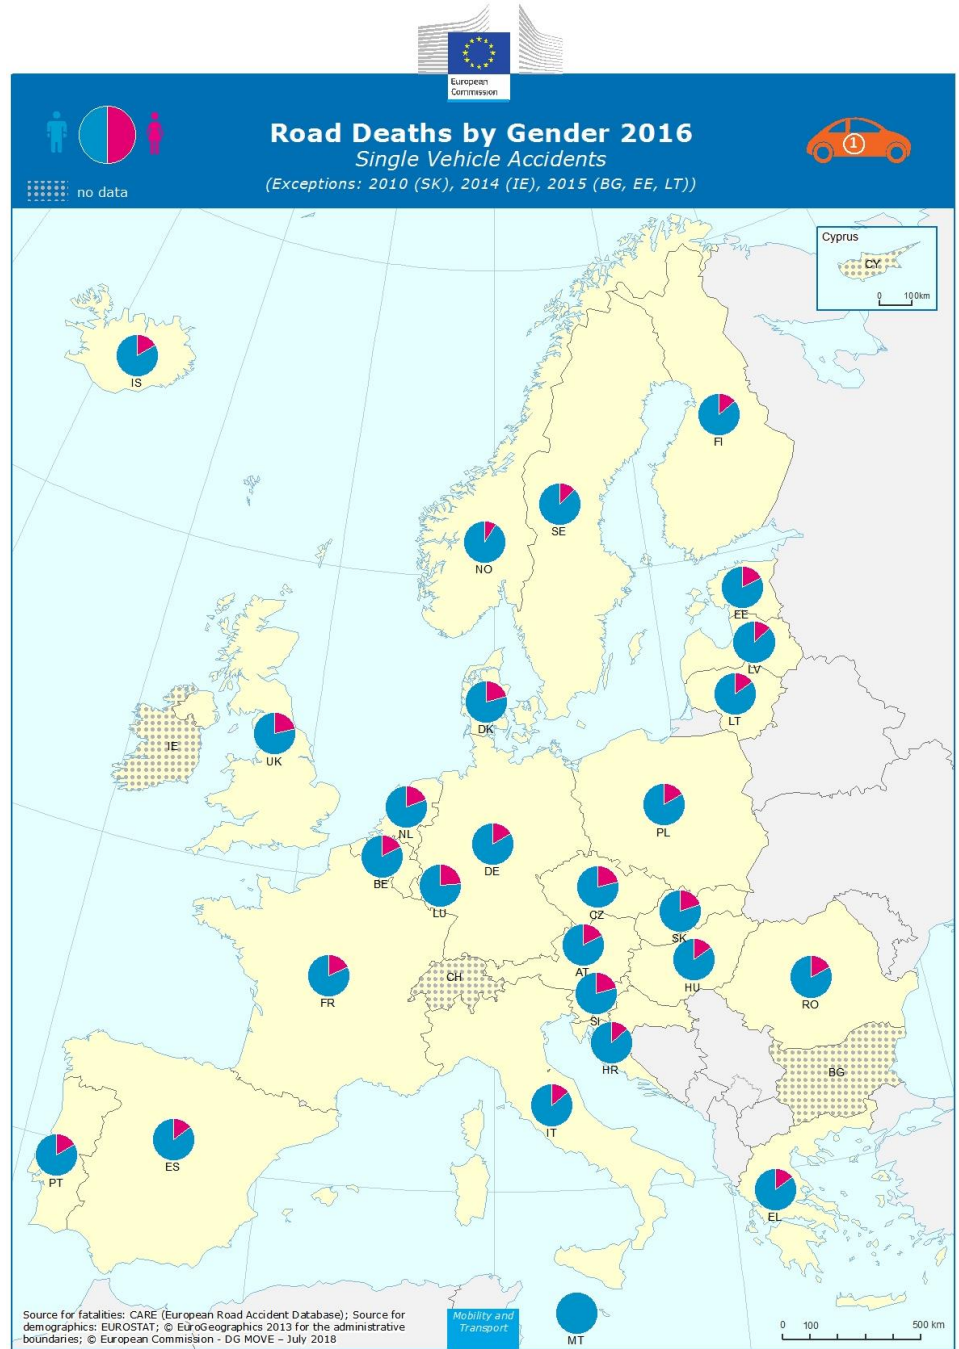 European
Commission
Road Deaths by Gender 2016
Single Vehicle Accidents
(Exceptions: 2010 (SK), 2014 (IE), 2015 (BG, EE, LT))
1
no data
Cyprus
CY
0 100km
IS
FI
SE
NO
EE
LV
LT
DK
IE
UK
NL
PL
BE
DE
LU
CZ
SK
AT
CH
HU
FR
SI
RO
HR
BG
IT
ES
PT
EL
MT
Source for fatalities: CARE (European Road Accident Database); Source for
demographics: EUROSTAT; © EuroGeographics 2013 for the administrative
boundaries; © European Commission - DG MOVE – July 2018
Mobility and
Transport
0 100 500 km